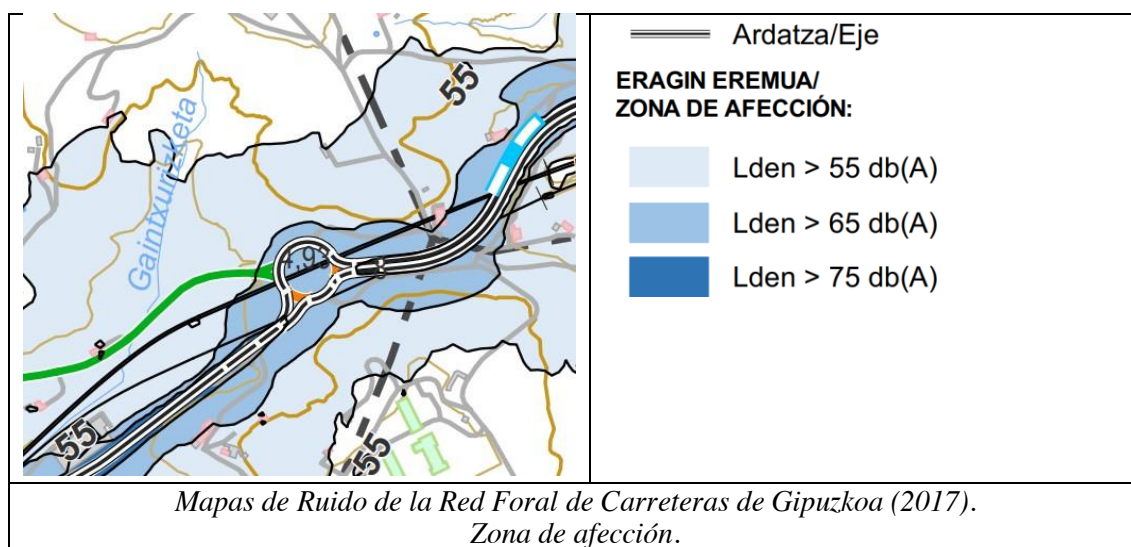 55
Gaintxurizketa
55
55
Ardatza/Eje
ERAGIN EREMUA/
ZONA DE AFECCIÓN:
Lden > 55 db(A)
Lden > 65 db(A)
Lden > 75 db(A)
Mapas de Ruido de la Red Foral de Carreteras de Gipuzkoa (2017).
Zona de afección.